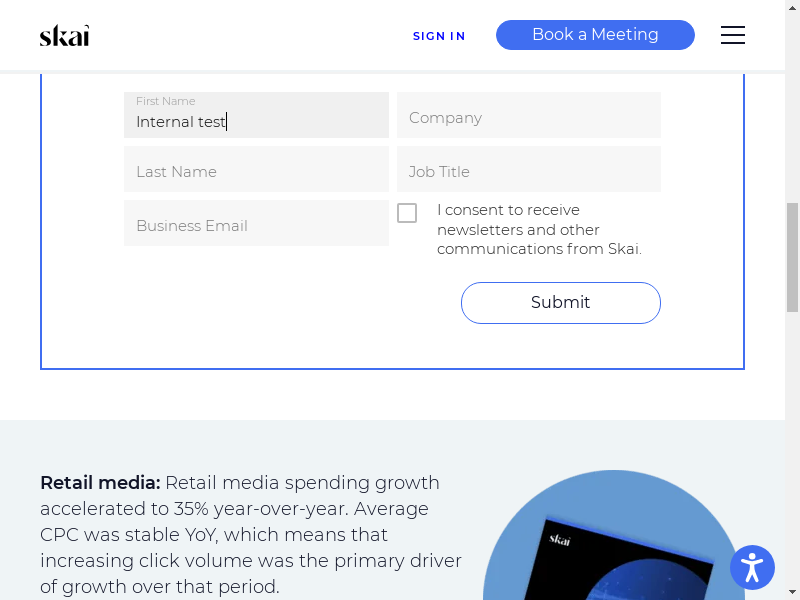 skai
SIGN IN
Book a Meeting
First Name
Internal test
Company
Last Name
Job Title
Business Email
I consent to receive
newsletters and other
communications from Skai.
Submit
Retail media: Retail media spending growth
accelerated to 35% year-over-year. Average
CPC was stable YoY, which means that
increasing click volume was the primary driver
of growth over that period.
skai